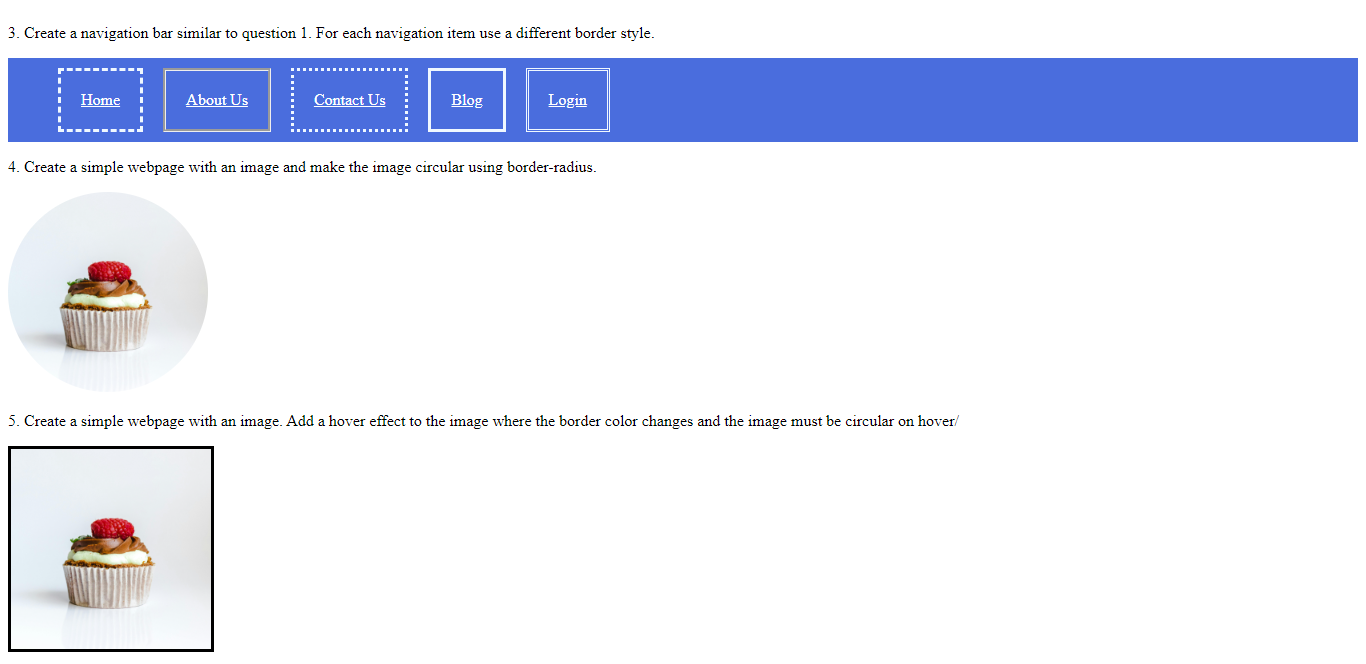 3. Create a navigation bar similar to question 1. For each navigation item use a different border style.
Home About Us Contact Us Blog Login
4. Create a simple webpage with an image and make the image circular using border-radius.
5. Create a simple webpage with an image. Add a hover effect to the image where the border color changes and the image must be circular on hover/